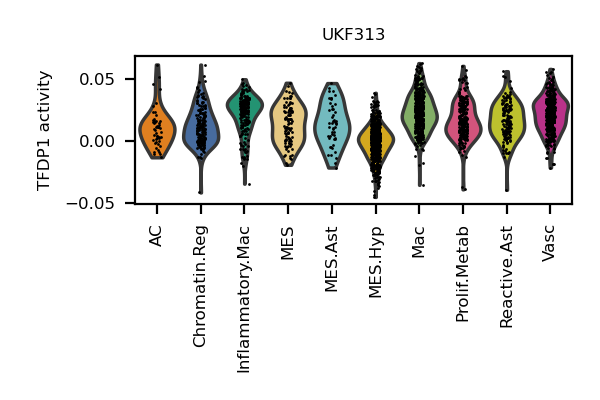 UKF313
TFDP1 activity
0.05
0.00
−0.05
AC
Chromatin.Reg
Inflammatory.Mac
MES
MES.Ast
MES.Hyp
Mac
Prolif.Metab
Reactive.Ast
Vasc